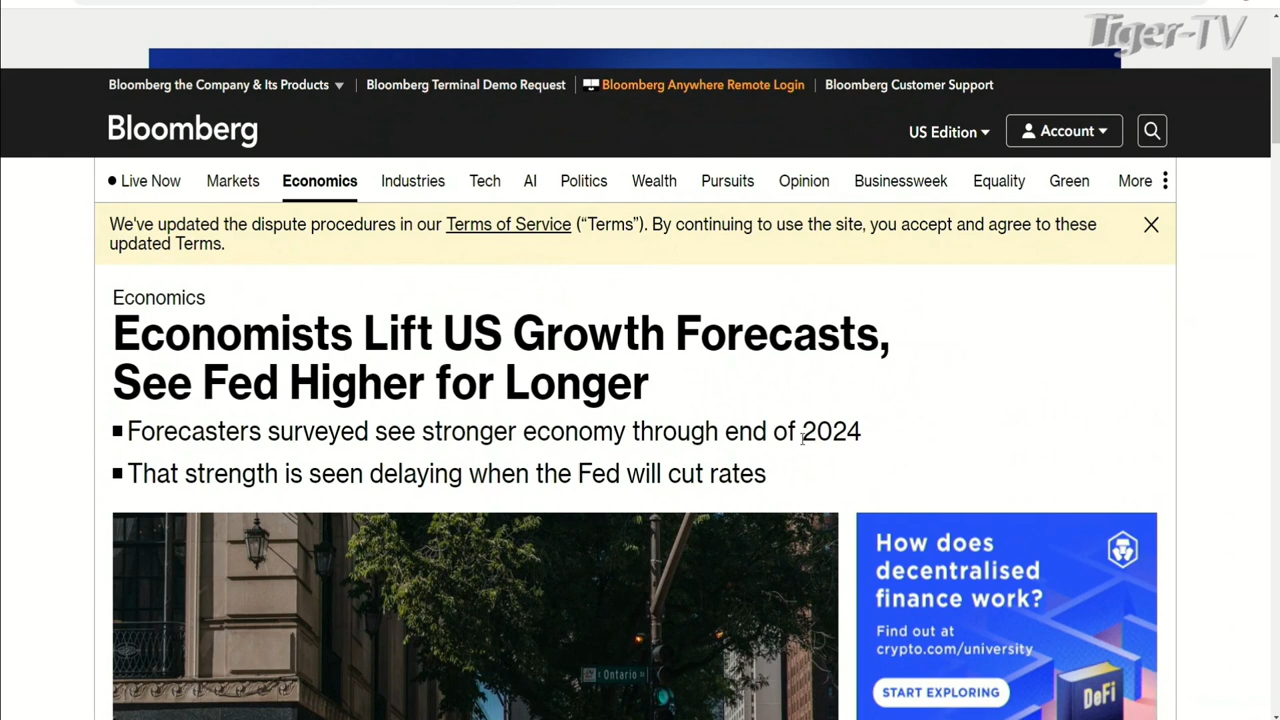 Tiger-TV
Bloomberg the Company & Its Products
Bloomberg Terminal Demo Request
Bloomberg Anywhere Remote Login
Bloomberg Customer Support
Bloomberg
US Edition
Account
Live Now
Markets
Economics
Industries
Tech
AI
Politics
Wealth
Pursuits
Opinion
Businessweek
Equality
Green
More
We've updated the dispute procedures in our Terms of Service (“Terms”). By continuing to use the site, you accept and agree to these
updated Terms.
Economics
Economists Lift US Growth Forecasts,
See Fed Higher for Longer
Forecasters surveyed see stronger economy through end of 2024
That strength is seen delaying when the Fed will cut rates
E Ontario St
How does
decentralised
finance work?
Find out at
crypto.com/university
START EXPLORING
DeFi